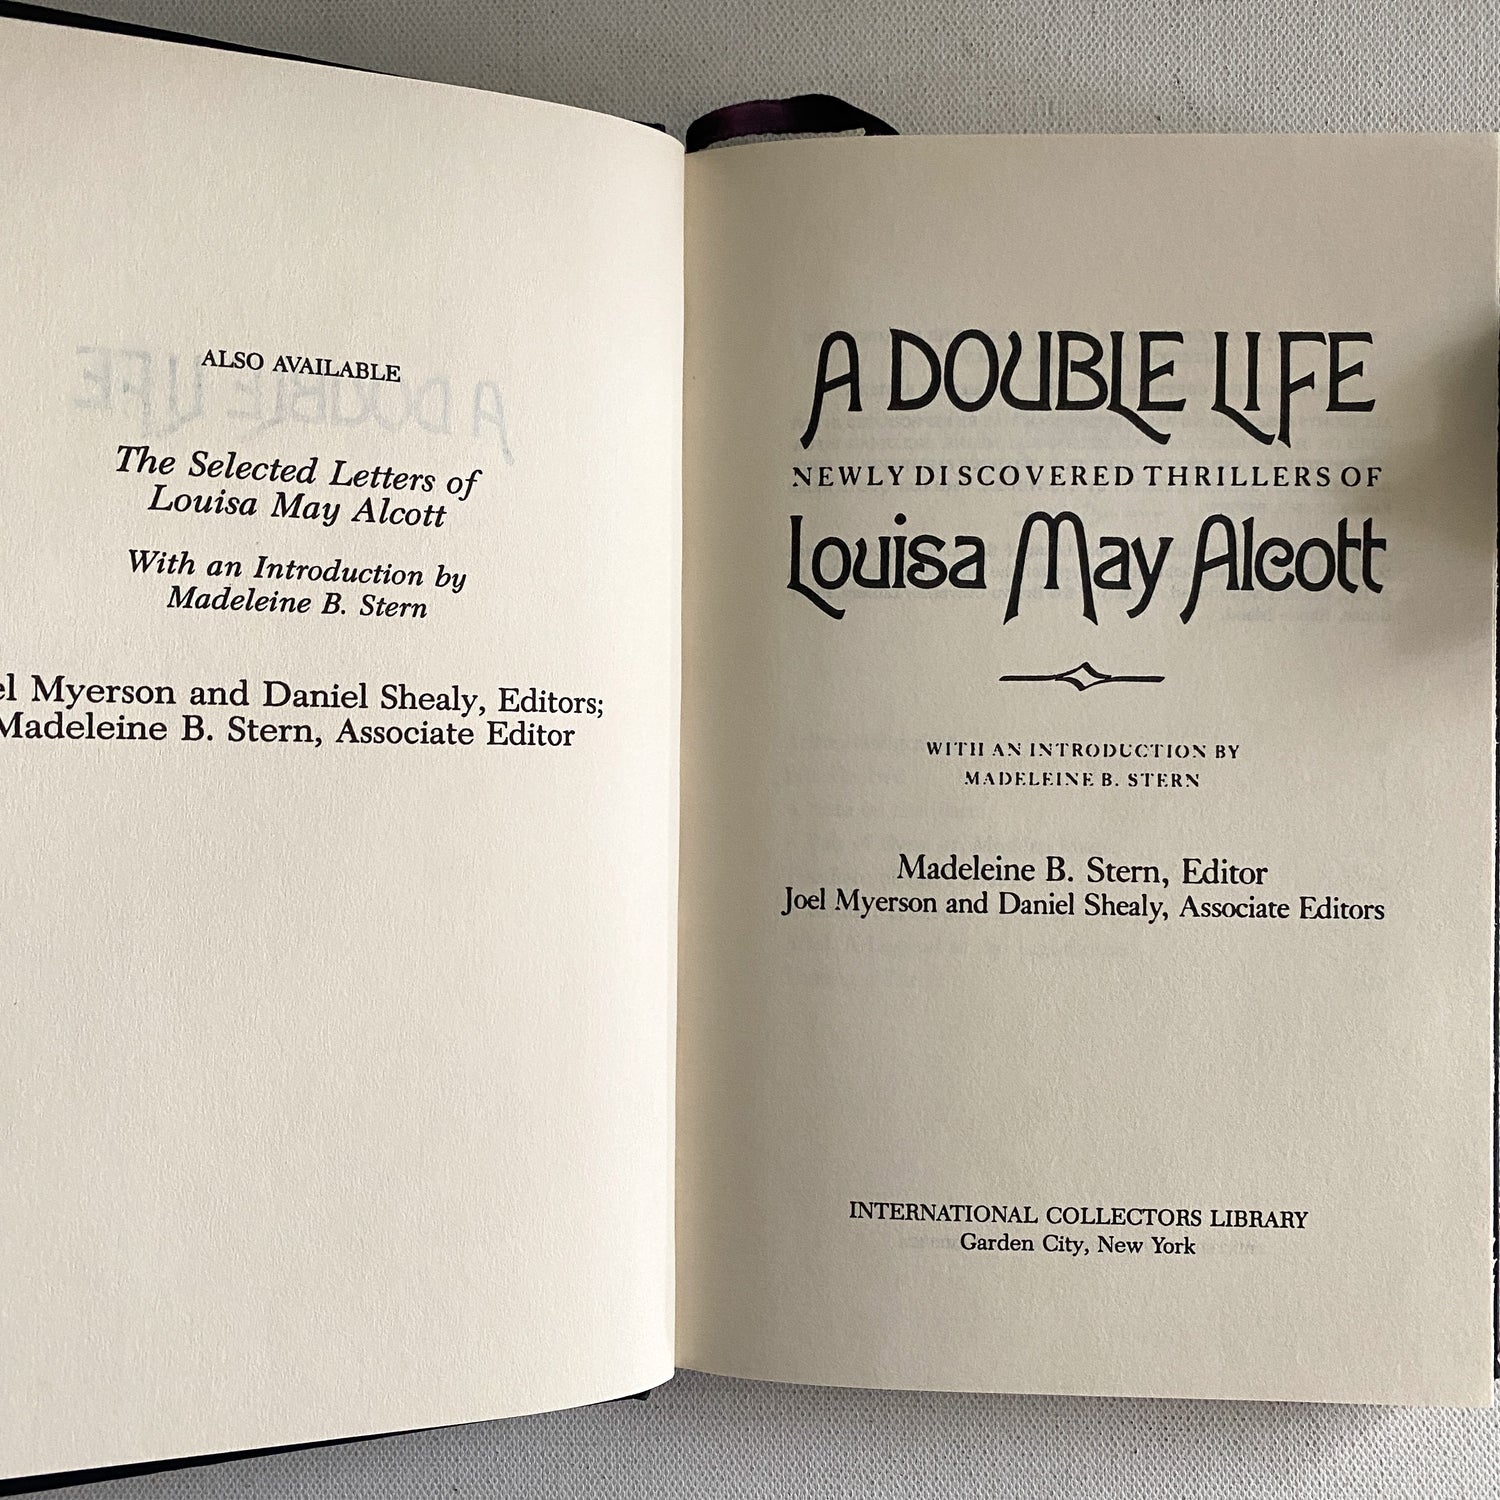 ALSO AVAILABLE
The Selected Letters of
Louisa May Alcott
With an Introduction by
Madeleine B. Stern
Myerson and Daniel Shealy, Editors;
Madeleine B. Stern, Associate Editor
A DOUBLE LIFE
NEWLY DISCOVERED THRILLERS OF
Louisa May Alcott
WITH AN INTRODUCTION BY
MADELEINE B. STERN
Madeleine B. Stern, Editor
Joel Myerson and Daniel Shealy, Associate Editors
INTERNATIONAL COLLECTORS LIBRARY
Garden City, New York